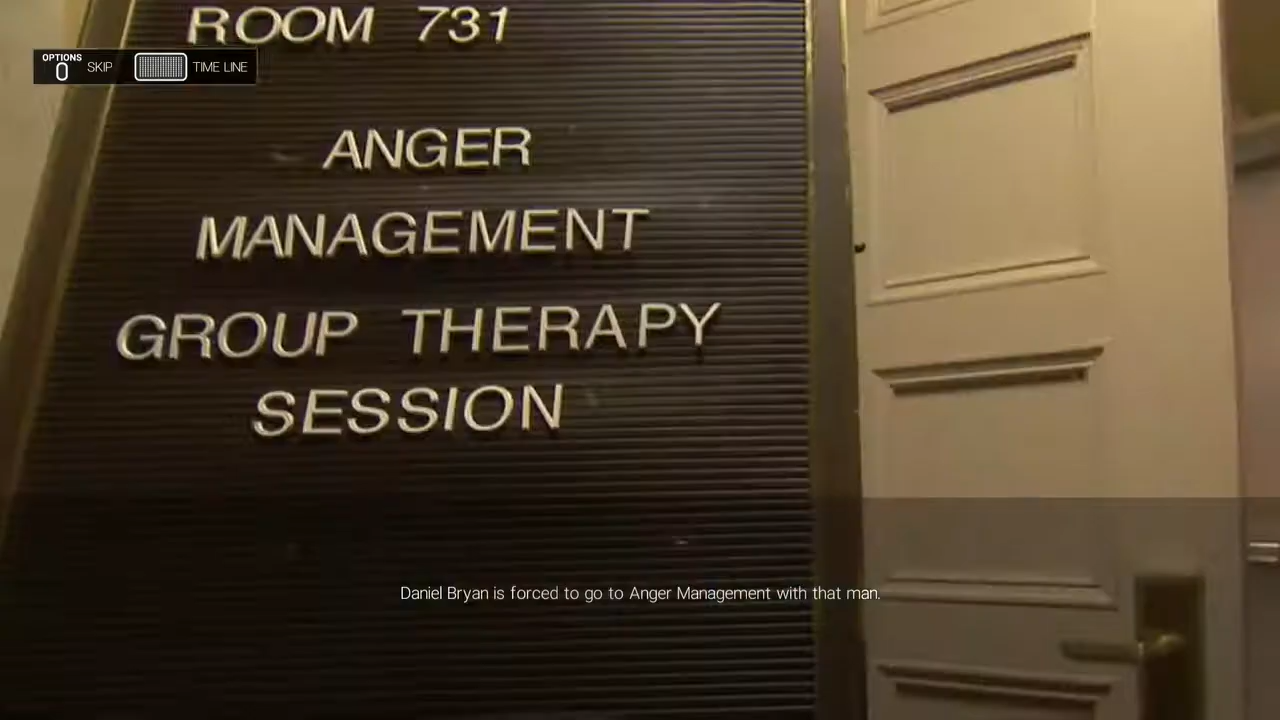 ROOM 731
OPTIONS
SKIP
TIME LINE
ANGER
MANAGEMENT
GROUP THERAPY
SESSION
Daniel Bryan is forced to go to Anger Management with that man.